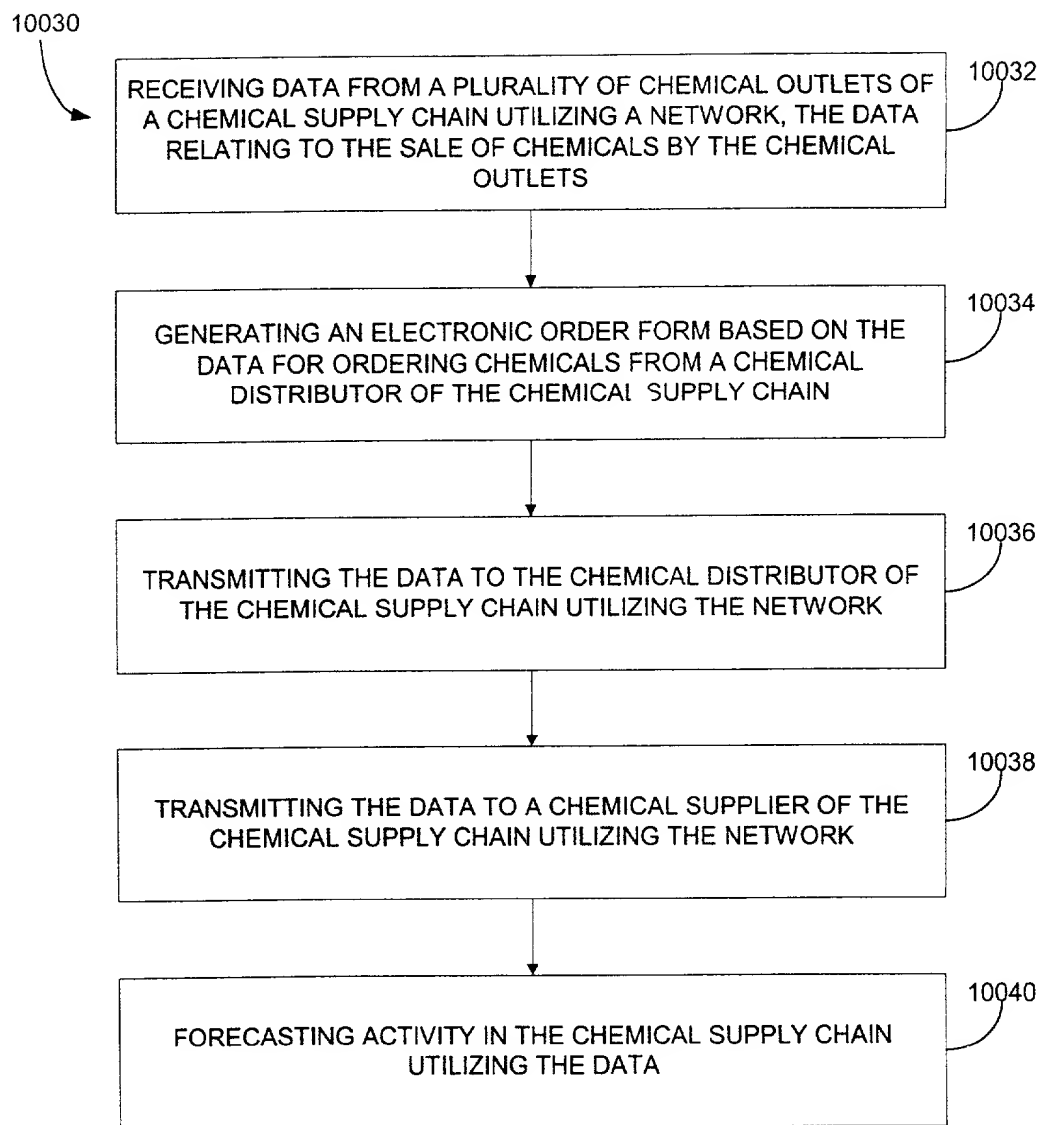 10030
RECEIVING DATA FROM A PLURALITY OF CHEMICAL OUTLETS OF
A CHEMICAL SUPPLY CHAIN UTILIZING A NETWORK, THE DATA
RELATING TO THE SALE OF CHEMICALS BY THE CHEMICAL
OUTLETS
10032
GENERATING AN ELECTRONIC ORDER FORM BASED ON THE
DATA FOR ORDERING CHEMICALS FROM A CHEMICAL
DISTRIBUTOR OF THE CHEMICAL SUPPLY CHAIN
10034
TRANSMITTING THE DATA TO THE CHEMICAL DISTRIBUTOR OF
THE CHEMICAL SUPPLY CHAIN UTILIZING THE NETWORK
10036
TRANSMITTING THE DATA TO A CHEMICAL SUPPLIER OF THE
CHEMICAL SUPPLY CHAIN UTILIZING THE NETWORK
10038
FORECASTING ACTIVITY IN THE CHEMICAL SUPPLY CHAIN
UTILIZING THE DATA
10040